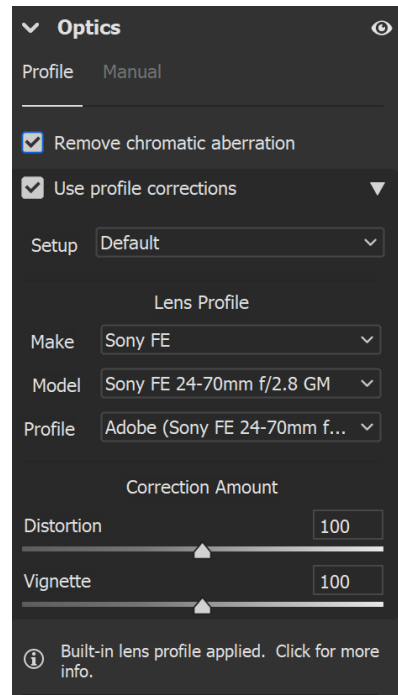 Optics
Profile Manual
Remove chromatic aberration
Use profile corrections
Setup Default
Lens Profile
Make Sony FE
Model Sony FE 24-70mm f/2.8 GM
Profile Adobe (Sony FE 24-70mm f...
Correction Amount
Distortion 100
Vignette 100
Built-in lens profile applied. Click for more
info.